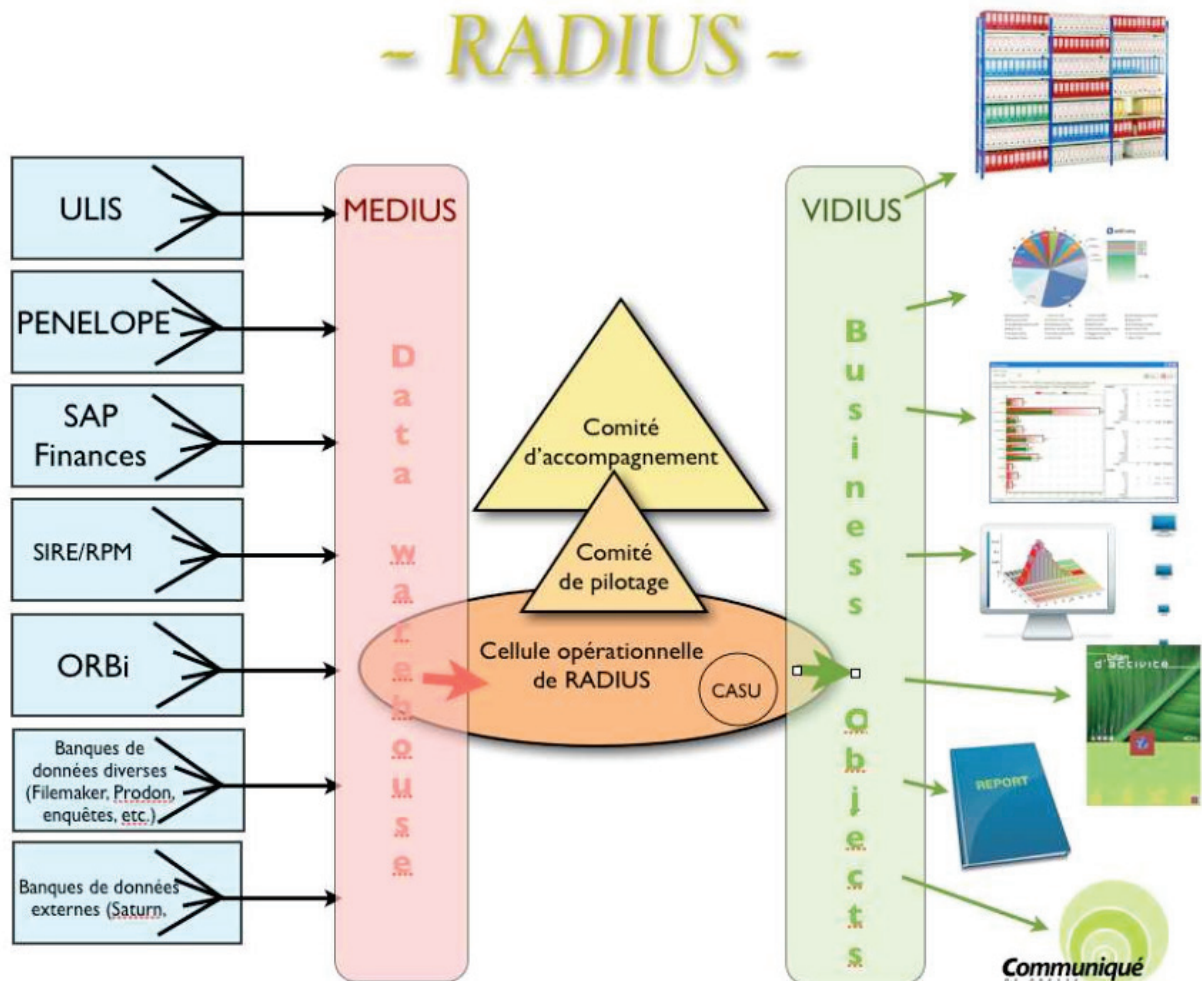 - RADIUS -
ULIS
PENELOPE
SAP
Finances
SIRE/RPM
ORBi
Banques de
données diverses
(Filemaker, Prodon,
enquêtes, etc.)
Banques de données
externes (Saturn,
MEDIUS
Data warehouse
Comité
d'accompagnement
Comité
de pilotage
Cellule opérationnelle
de RADIUS
CASU
VIDIUS
Business Objects
bilan
d'activité
REPORT
Communiqué